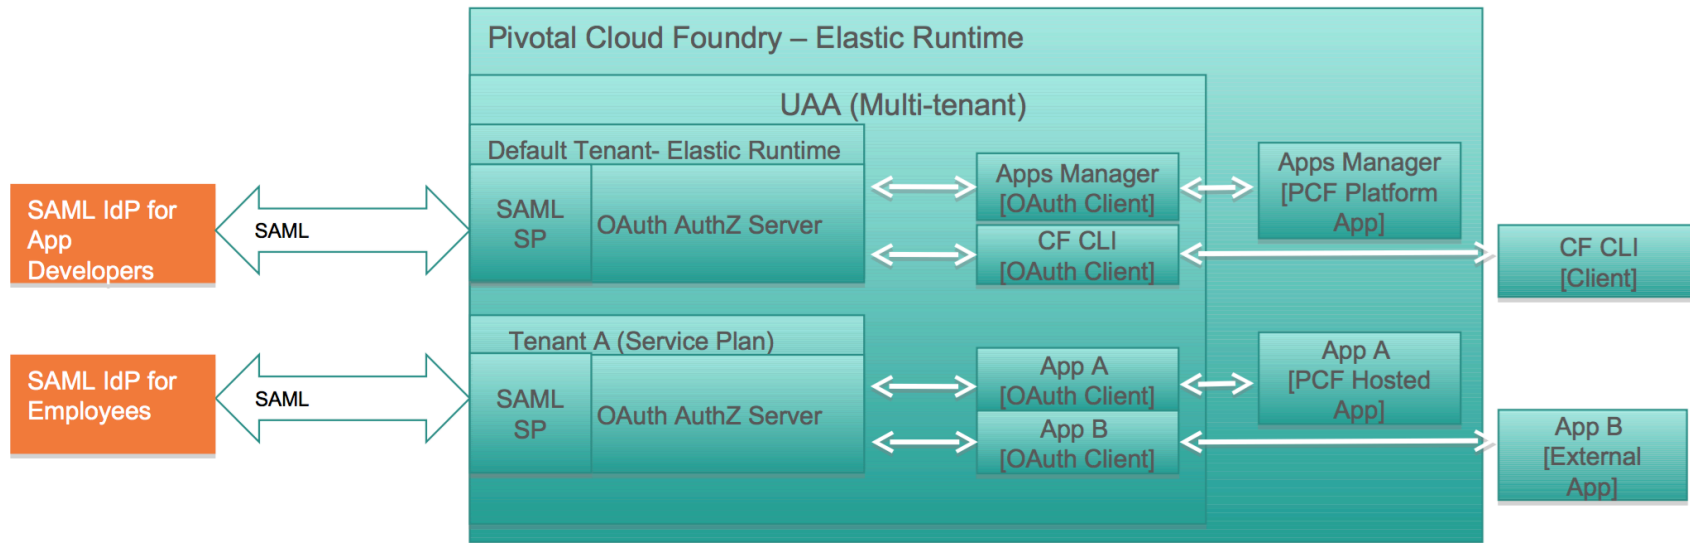 Pivotal Cloud Foundry – Elastic Runtime
UAA (Multi-tenant)
Default Tenant- Elastic Runtime
SAML IdP for
App
Developers
SAML
SAML
SP
OAuth AuthZ Server
Apps Manager
[OAuth Client]
CF CLI
[OAuth Client]
Apps Manager
[PCF Platform
App]
CF CLI
[Client]
Tenant A (Service Plan)
SAML IdP for
Employees
SAML
SAML
SP
OAuth AuthZ Server
App A
[OAuth Client]
App B
[OAuth Client]
App A
[PCF Hosted
App]
App B
[External
App]